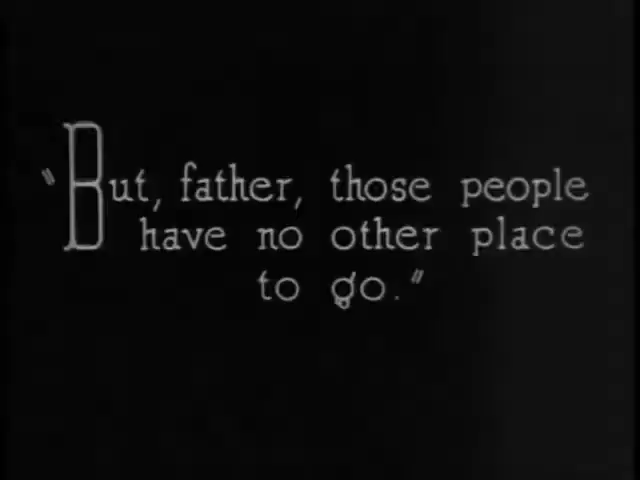 "But, father, those people
have no other place
to go."